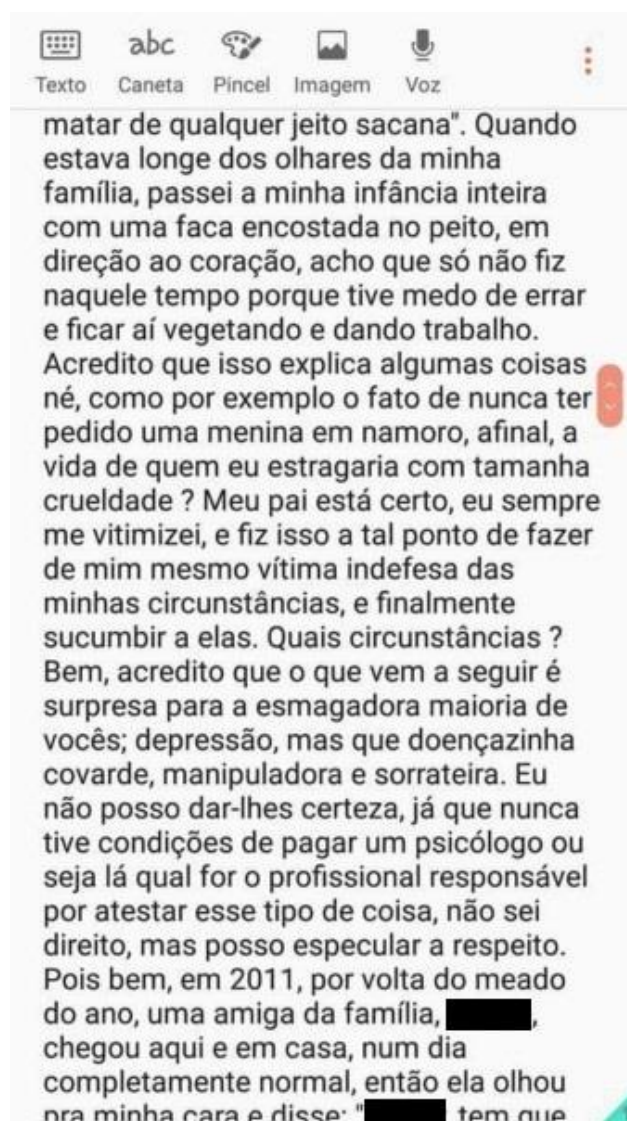 Texto Caneta Pincel Imagem Voz
matar de qualquer jeito sacana". Quando
estava longe dos olhares da minha
família, passei a minha infância inteira
com uma faca encostada no peito, em
direção ao coração, acho que só não fiz
naquele tempo porque tive medo de errar
e ficar aí vegetando e dando trabalho.
Acredito que isso explica algumas coisas
né, como por exemplo o fato de nunca ter
pedido uma menina em namoro, afinal, a
vida de quem eu estragaria com tamanha
crueldade ? Meu pai está certo, eu sempre
me vitimizei, e fiz isso a tal ponto de fazer
de mim mesmo vítima indefesa das
minhas circunstâncias, e finalmente
sucumbir a elas. Quais circunstâncias ?
Bem, acredito que o que vem a seguir é
surpresa para a esmagadora maioria de
vocês; depressão, mas que doençazinha
covarde, manipuladora e sorrateira. Eu
não posso dar-lhes certeza, já que nunca
tive condições de pagar um psicólogo ou
seja lá qual for o profissional responsável
por atestar esse tipo de coisa, não sei
direito, mas posso especular a respeito.
Pois bem, em 2011, por volta do meado
do ano, uma amiga da família, ,
chegou aqui e em casa, num dia
completamente normal, então ela olhou
pra minha cara e disse: " tem que